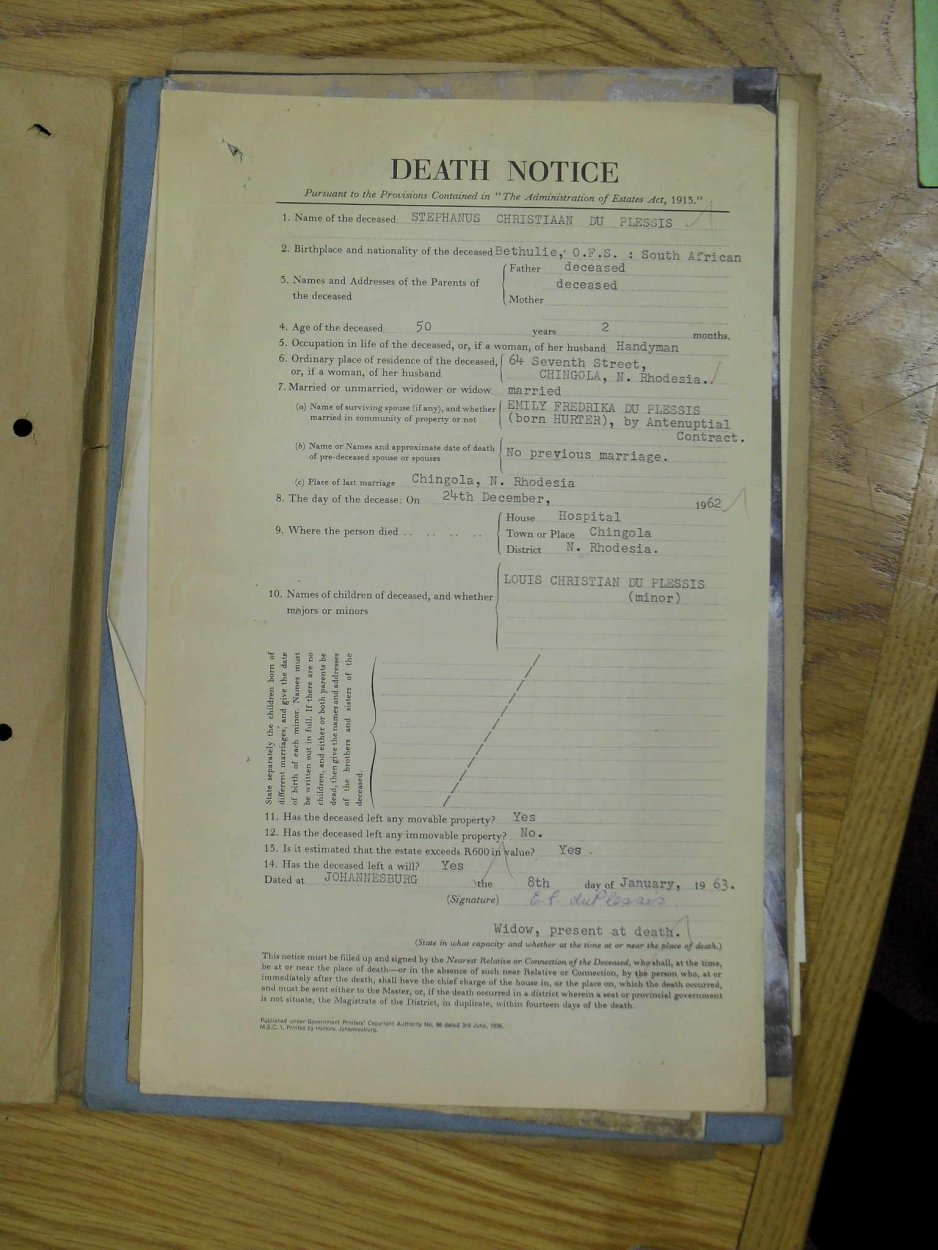 DEATH NOTICE
Pursuant to the Provisions Contained in "The Administration of Estates Act, 1913."
1. Name of the deceased STEPHANUS CHRISTIAAN DU PLESSIS
2. Birthplace and nationality of the deceased Bethulie, O.F.S. : South African
3. Names and Addresses of the Parents of the deceased
Father deceased
deceased
Mother
4. Age of the deceased 50 years 2 months.
5. Occupation in life of the deceased, or, if a woman, of her husband Handyman
6. Ordinary place of residence of the deceased, 64 Seventh Street,
or, if a woman, of her husband CHINGOLA, N. Rhodesia.
7. Married or unmarried, widower or widow married
(a) Name of surviving spouse (if any), and whether EMILY FREDRIKA DU PLESSIS
married in community of property or not (born HURTER), by Antenuptial
Contract.
(b) Name or Names and approximate date of death
of pre-deceased spouse or spouses No previous marriage.
(c) Place of last marriage Chingola, N. Rhodesia
8. The day of the decease: On 24th December, 1962
House Hospital
9. Where the person died .. .. .. .. Town or Place Chingola
District N. Rhodesia.
LOUIS CHRISTIAN DU PLESSIS
10. Names of children of deceased, and whether (minor)
majors or minors
State separately the children born of
different marriages, and give the date
of birth of each minor. Names must
be written out in full. If there are no
children, and either or both parents be
dead, then give the names and addresses
of the brothers and sisters of the
deceased.
11. Has the deceased left any movable property? Yes
12. Has the deceased left any immovable property? No.
13. Is it estimated that the estate exceeds R600 in value? Yes
14. Has the deceased left a will? Yes
Dated at JOHANNESBURG the 8th day of January, 1963.
(Signature) E.F. duPlessis.
Widow, present at death.
(State in what capacity and whether at the time at or near the place of death.)
This notice must be filled up and signed by the Nearest Relative or Connection of the Deceased, who shall, at the time,
be at or near the place of death—or in the absence of such near Relative or Connection, by the person who, at or
immediately after the death, shall have the chief charge of the house in, or the place on, which the death occurred,
and must be sent either to the Master, or, if the death occurred in a district wherein a seat or provincial government
is not situate, the Magistrate of the District, in duplicate, within fourteen days of the death.
Published under Government Printers' Copyright Authority No. 98 dated 3rd June, 1936.
M.S.C. 1. Printed by Hortors, Johannesburg.